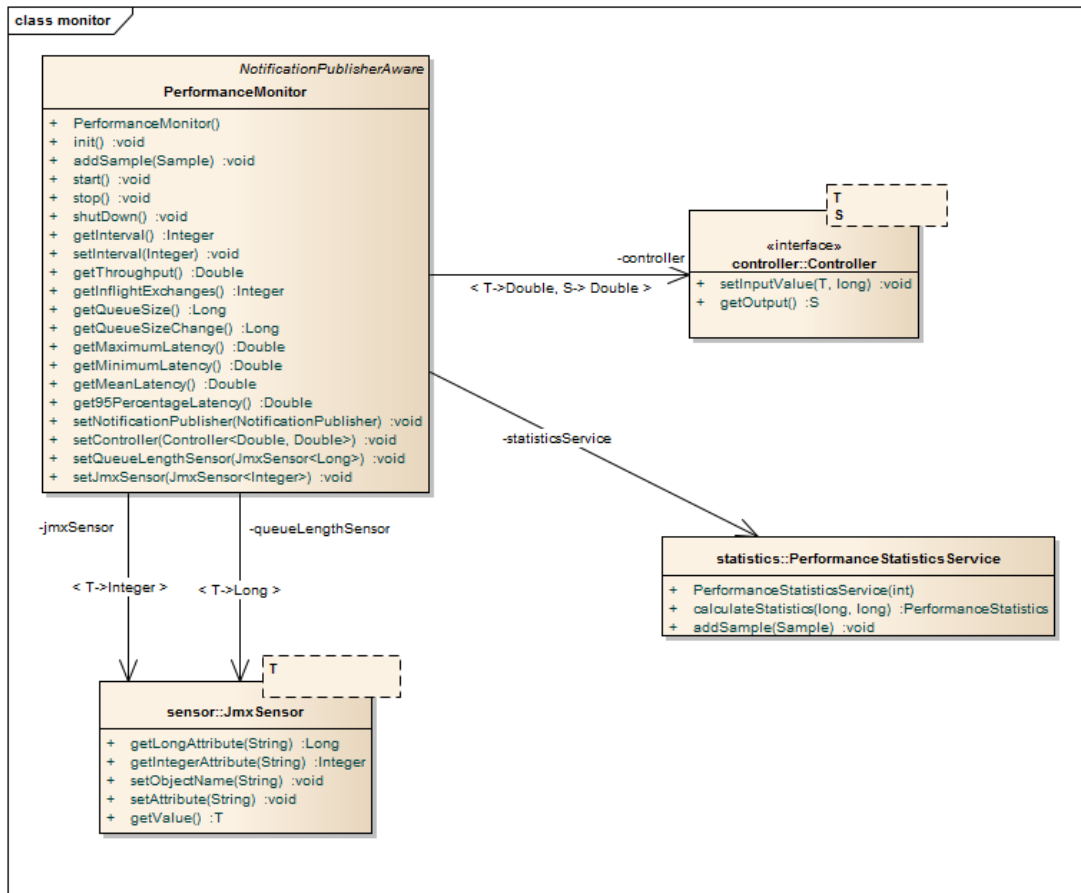 class monitor
NotificationPublisherAware
PerformanceMonitor
+ PerformanceMonitor()
+ init() :void
+ addSample(Sample) :void
+ start() :void
+ stop() :void
+ shutDown() :void
+ getInterval() :Integer
+ setInterval(Integer) :void
+ getThroughput() :Double
+ getInflightExchanges() :Integer
+ getQueueSize() :Long
+ getQueueSizeChange() :Long
+ getMaximumLatency() :Double
+ getMinimumLatency() :Double
+ getMeanLatency() :Double
+ get95PercentageLatency() :Double
+ setNotificationPublisher(NotificationPublisher) :void
+ setController(Controller<Double, Double>) :void
+ setQueueLengthSensor(JmxSensor<Long>) :void
+ setJmxSensor(JmxSensor<Integer>) :void
-controller
< T->Double, S-> Double >
T
S
«interface»
controller::Controller
+ setInputValue(T, long) :void
+ getOutput() :S
-statisticsService
statistics::PerformanceStatisticsService
+ PerformanceStatisticsService(int)
+ calculateStatistics(long, long) :PerformanceStatistics
+ addSample(Sample) :void
-jmxSensor
-queueLengthSensor
< T->Integer >
< T->Long >
T
sensor::JmxSensor
+ getLongAttribute(String) :Long
+ getIntegerAttribute(String) :Integer
+ setObjectName(String) :void
+ setAttribute(String) :void
+ getValue() :T